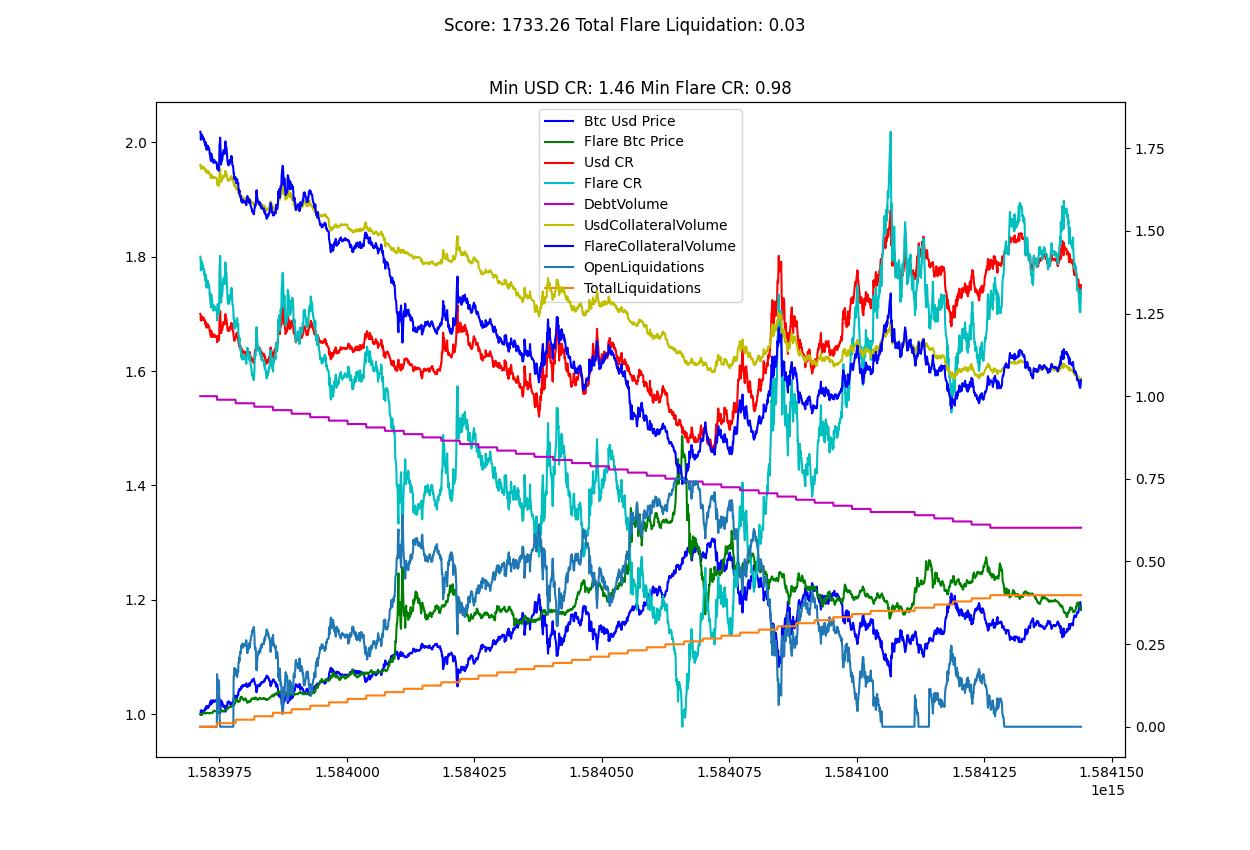 Score: 1733.26 Total Flare Liquidation: 0.03
Min USD CR: 1.46 Min Flare CR: 0.98
Btc Usd Price
Flare Btc Price
Usd CR
Flare CR
DebtVolume
UsdCollateralVolume
FlareCollateralVolume
OpenLiquidations
TotalLiquidations
2.0
1.8
1.6
1.4
1.2
1.0
1.75
1.50
1.25
1.00
0.75
0.50
0.25
0.00
1.583975 1.584000 1.584025 1.584050 1.584075 1.584100 1.584125 1.584150
1e15